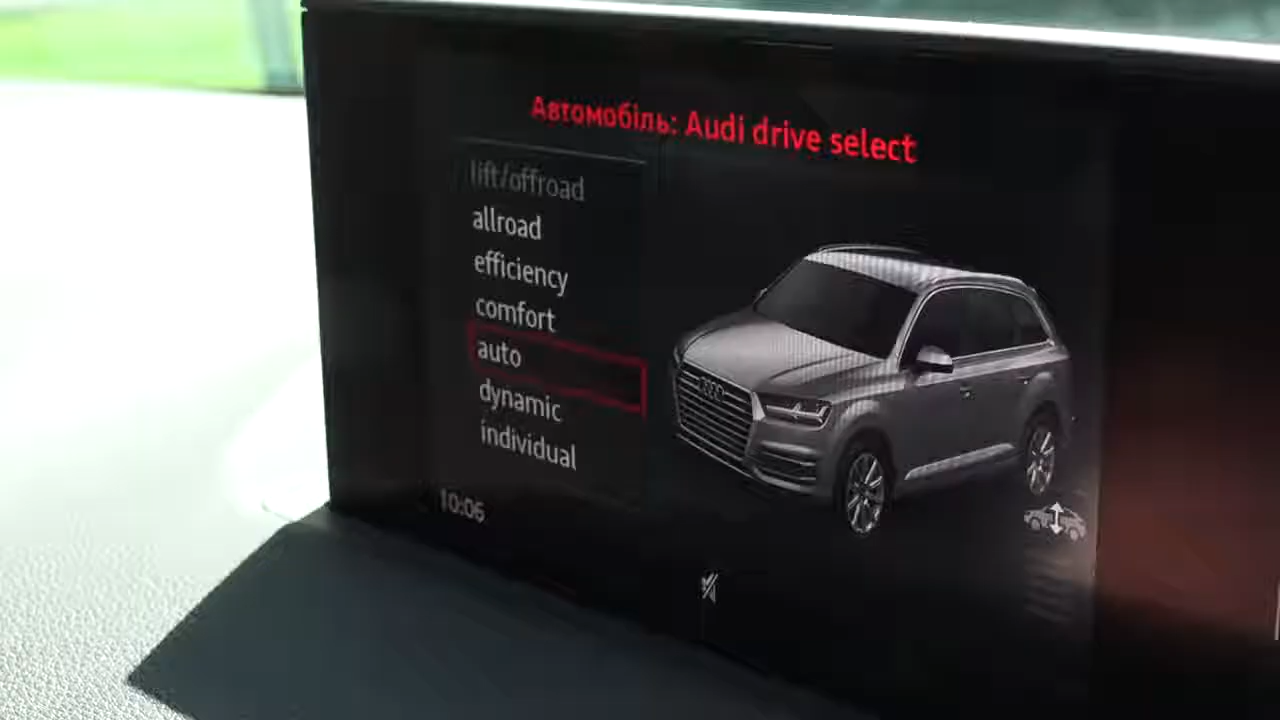 Автомобіль: Audi drive select
lift/offroad
allroad
efficiency
comfort
auto
dynamic
individual
10:06